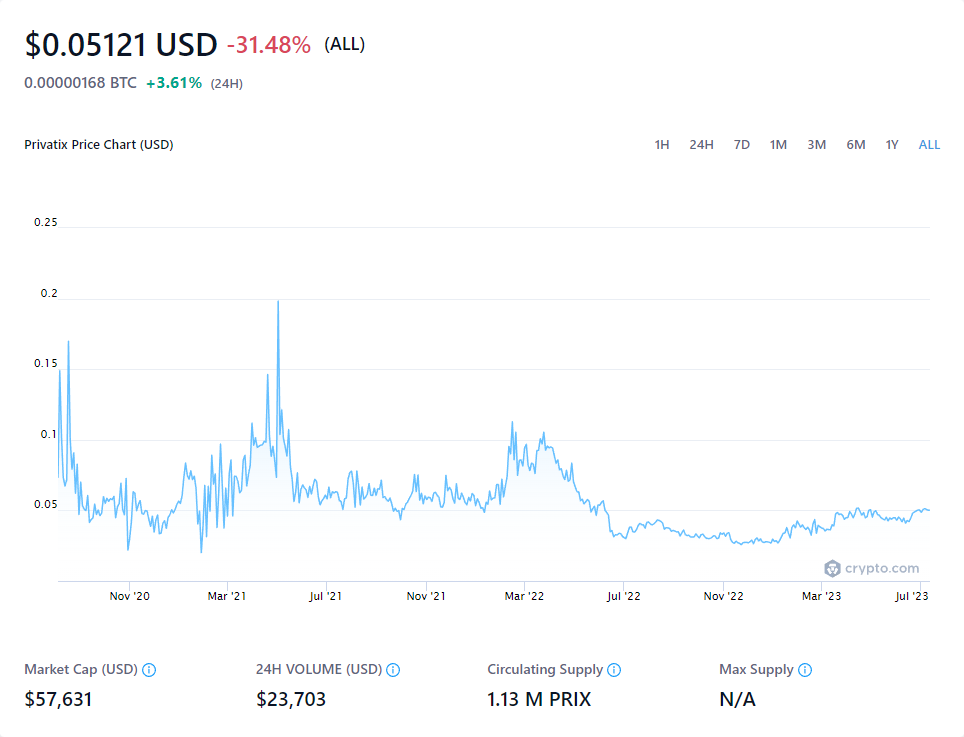 $0.05121 USD -31.48% (ALL)
0.00000168 BTC +3.61% (24H)
Privatix Price Chart (USD) 1H 24H 7D 1M 3M 6M 1Y ALL
0.25
0.2
0.15
0.1
0.05
crypto.com
Nov '20 Mar '21 Jul '21 Nov '21 Mar '22 Jul '22 Nov '22 Mar '23 Jul '23
Market Cap (USD) 24H VOLUME (USD) Circulating Supply Max Supply
$57,631 $23,703 1.13 M PRIX N/A